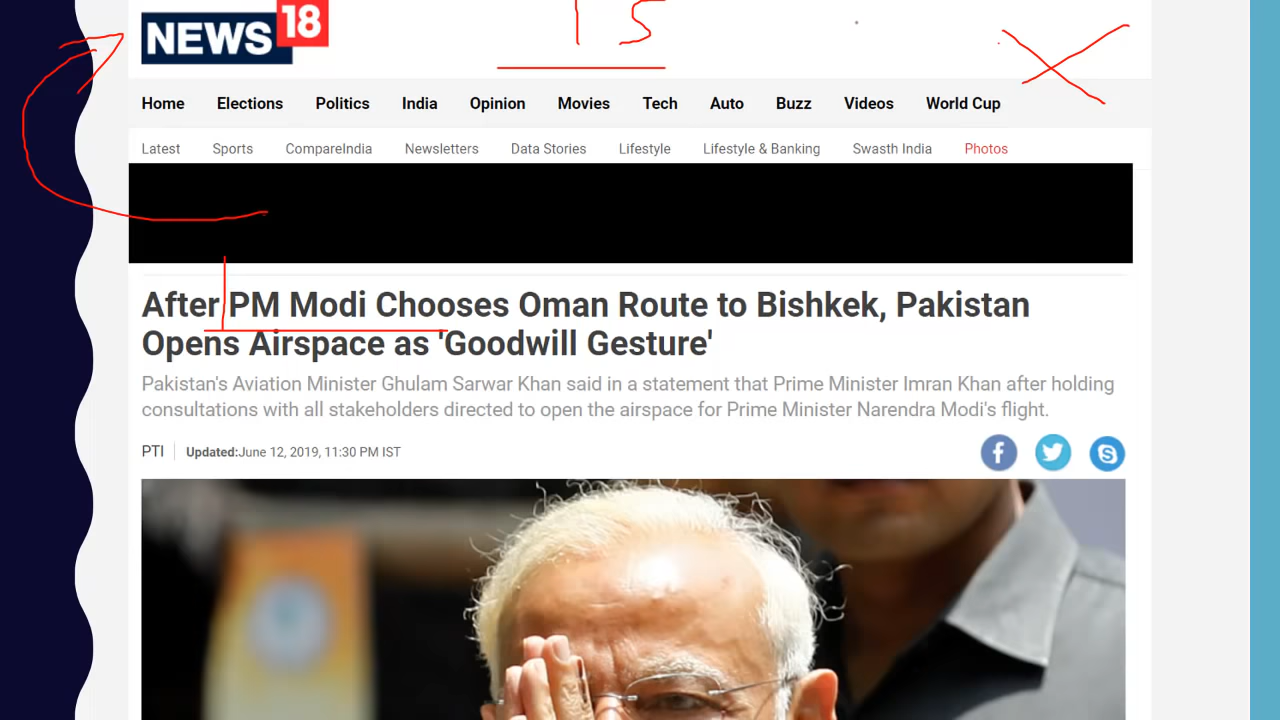 NEWS 18
15
Home Elections Politics India Opinion Movies Tech Auto Buzz Videos World Cup
Latest Sports CompareIndia Newsletters Data Stories Lifestyle Lifestyle & Banking Swasth India Photos
After PM Modi Chooses Oman Route to Bishkek, Pakistan
Opens Airspace as 'Goodwill Gesture'
Pakistan's Aviation Minister Ghulam Sarwar Khan said in a statement that Prime Minister Imran Khan after holding
consultations with all stakeholders directed to open the airspace for Prime Minister Narendra Modi's flight.
PTI Updated:June 12, 2019, 11:30 PM IST